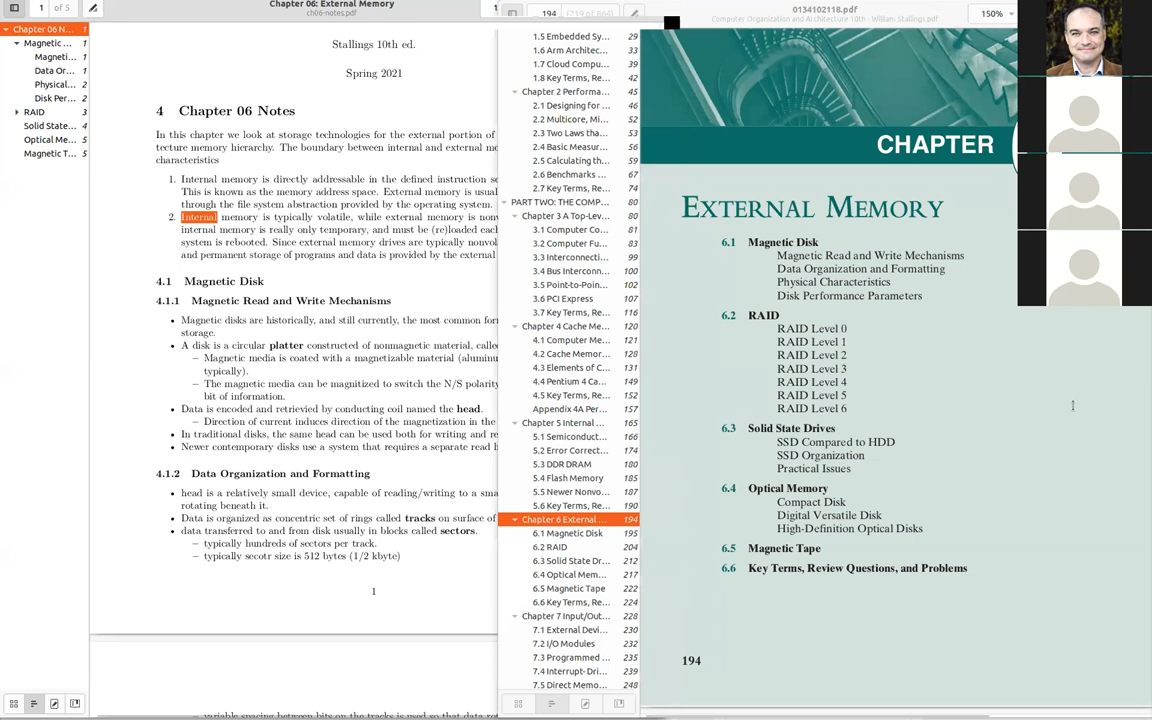 1 of 5
Chapter 06: External Memory
ch06-notes.pdf
Chapter 06 N...
Magnetic ... 1
Magneti... 1
Data Or... 1
Physical... 2
Disk Per... 2
RAID 3
Solid State... 4
Optical Me... 5
Magnetic T... 5
Stallings 10th ed.
Spring 2021
4 Chapter 06 Notes
In this chapter we look at storage technologies for the external portion of
tecture memory hierarchy. The boundary between internal and external
characteristics
1. Internal memory is directly addressable in the defined instruction
This is known as the memory address space. External memory is
through the file system abstraction provided by the operating system.
2. Internal memory is typically volatile, while external memory is
internal memory is really only temporary, and must be (re)loaded
system is rebooted. Since external memory drives are typically
and permanent storage of programs and data is provided by the external
4.1 Magnetic Disk
4.1.1 Magnetic Read and Write Mechanisms
• Magnetic disks are historically, and still currently, the most common
storage.
• A disk is a circular platter constructed of nonmagnetic material,
– Magnetic media is coated with a magnetizable material
typically).
– The magnetic media can be magnitized to switch the N/S polarity
bit of information.
• Data is encoded and retrievied by conducting coil named the head.
– Direction of current induces direction of the magnetization in the
• In traditional disks, the same head can be used both for writing and
• Newer contemporary disks use a system that requires a separate read
4.1.2 Data Organization and Formatting
• head is a relatively small device, capable of reading/writing to a
rotating beneath it.
• Data is organized as concentric set of rings called tracks on surface of
• data transferred to and from disk usually in blocks called sectors.
– typically hundreds of sectors per track.
– typically secotr size is 512 bytes (1/2 kbyte)
1
– variable spacing between bits on the tracks is used so that data
194 (219 of 864)
0134102118.pdf
Computer Organization and Architecture 10th - William Stallings.pdf
150%
1.5 Embedded Sy... 29
1.6 Arm Architec... 33
1.7 Cloud Compu... 39
1.8 Key Terms, Re... 42
Chapter 2 Performa... 45
2.1 Designing for ... 46
2.2 Multicore, Mi... 52
2.3 Two Laws tha... 53
2.4 Basic Measur... 56
2.5 Calculating th... 59
2.6 Benchmarks ... 67
2.7 Key Terms, Re... 74
PART TWO: THE COMP... 80
Chapter 3 A Top-Lev... 80
3.1 Computer Co... 81
3.2 Computer Fu... 83
3.3 Interconnecti... 99
3.4 Bus Interconn... 100
3.5 Point-to-Poin... 102
3.6 PCI Express 107
3.7 Key Terms, Re... 116
Chapter 4 Cache Me... 120
4.1 Computer Me... 121
4.2 Cache Memor... 128
4.3 Elements of C... 131
4.4 Pentium 4 Ca... 149
4.5 Key Terms, Re... 152
Appendix 4A Per... 157
Chapter 5 Internal ... 165
5.1 Semiconduct... 166
5.2 Error Correct... 174
5.3 DDR DRAM 180
5.4 Flash Memory 185
5.5 Newer Nonvo... 187
5.6 Key Terms, Re... 190
Chapter 6 External ... 194
6.1 Magnetic Disk 195
6.2 RAID 204
6.3 Solid State Dr... 212
6.4 Optical Mem... 217
6.5 Magnetic Tape 222
6.6 Key Terms, Re... 224
Chapter 7 Input/Out... 228
7.1 External Devi... 230
7.2 I/O Modules 232
7.3 Programmed ... 235
7.4 Interrupt- Dri... 239
7.5 Direct Memo... 248
CHAPTER
EXTERNAL MEMORY
6.1 Magnetic Disk
Magnetic Read and Write Mechanisms
Data Organization and Formatting
Physical Characteristics
Disk Performance Parameters
6.2 RAID
RAID Level 0
RAID Level 1
RAID Level 2
RAID Level 3
RAID Level 4
RAID Level 5
RAID Level 6
6.3 Solid State Drives
SSD Compared to HDD
SSD Organization
Practical Issues
6.4 Optical Memory
Compact Disk
Digital Versatile Disk
High-Definition Optical Disks
6.5 Magnetic Tape
6.6 Key Terms, Review Questions, and Problems
194